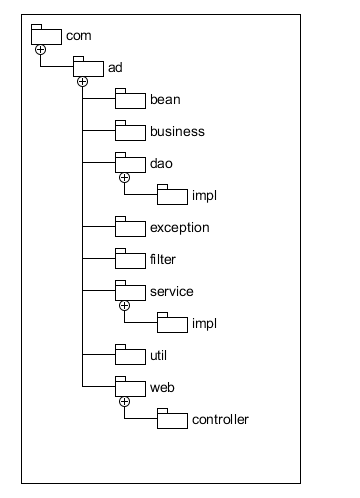 com
ad
bean
business
dao
impl
exception
filter
service
impl
util
web
controller